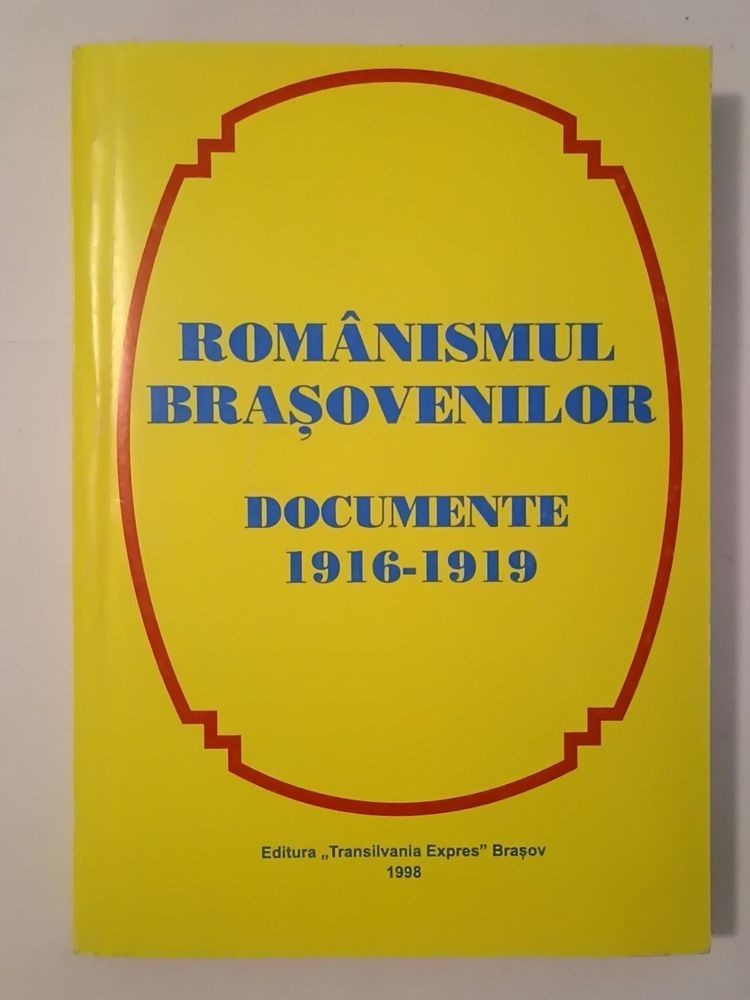 ROMÂNISMUL
BRAȘOVENILOR
DOCUMENTE
1916-1919
Editura „Transilvania Expres” Brașov
1998